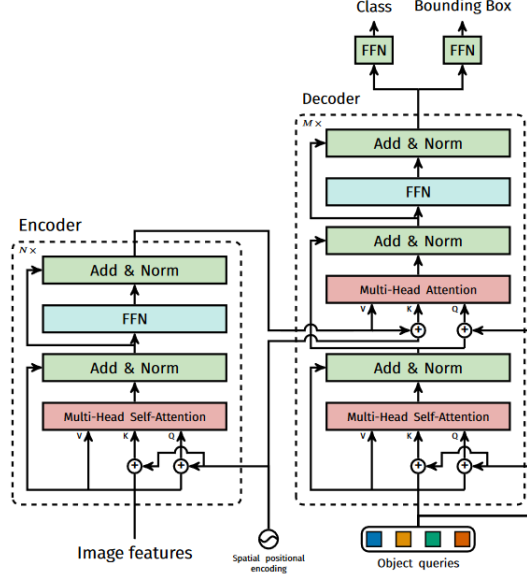 Class
Bounding Box
FFN
FFN
Decoder
M×
Add & Norm
FFN
Add & Norm
Multi-Head Attention
V
K
Q
Add & Norm
Multi-Head Self-Attention
V
K
Q
Object queries
Encoder
N×
Add & Norm
FFN
Add & Norm
Multi-Head Self-Attention
V
K
Q
Image features
Spatial positional
encoding